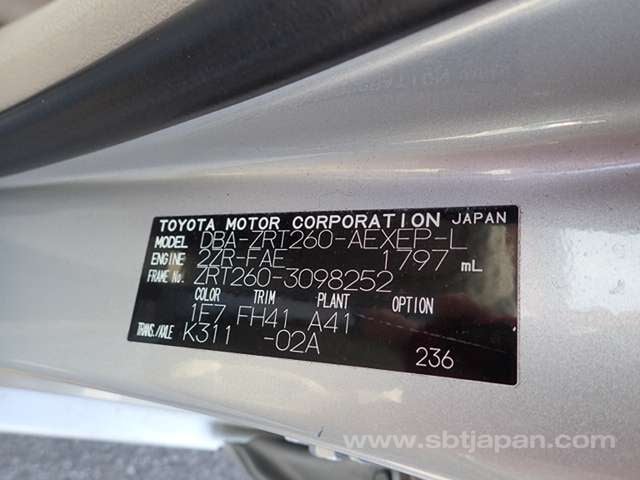 TOYOTA MOTOR CORPORATION JAPAN
MODEL DBA-ZRT260-AEXEP-L
ENGINE 2ZR-FAE 1797 mL
FRAME No. ZRT260-3098252
COLOR TRIM PLANT OPTION
1F7 FH41 A41
TRANS./AXLE K311 -02A
236
www.sbtjapan.com